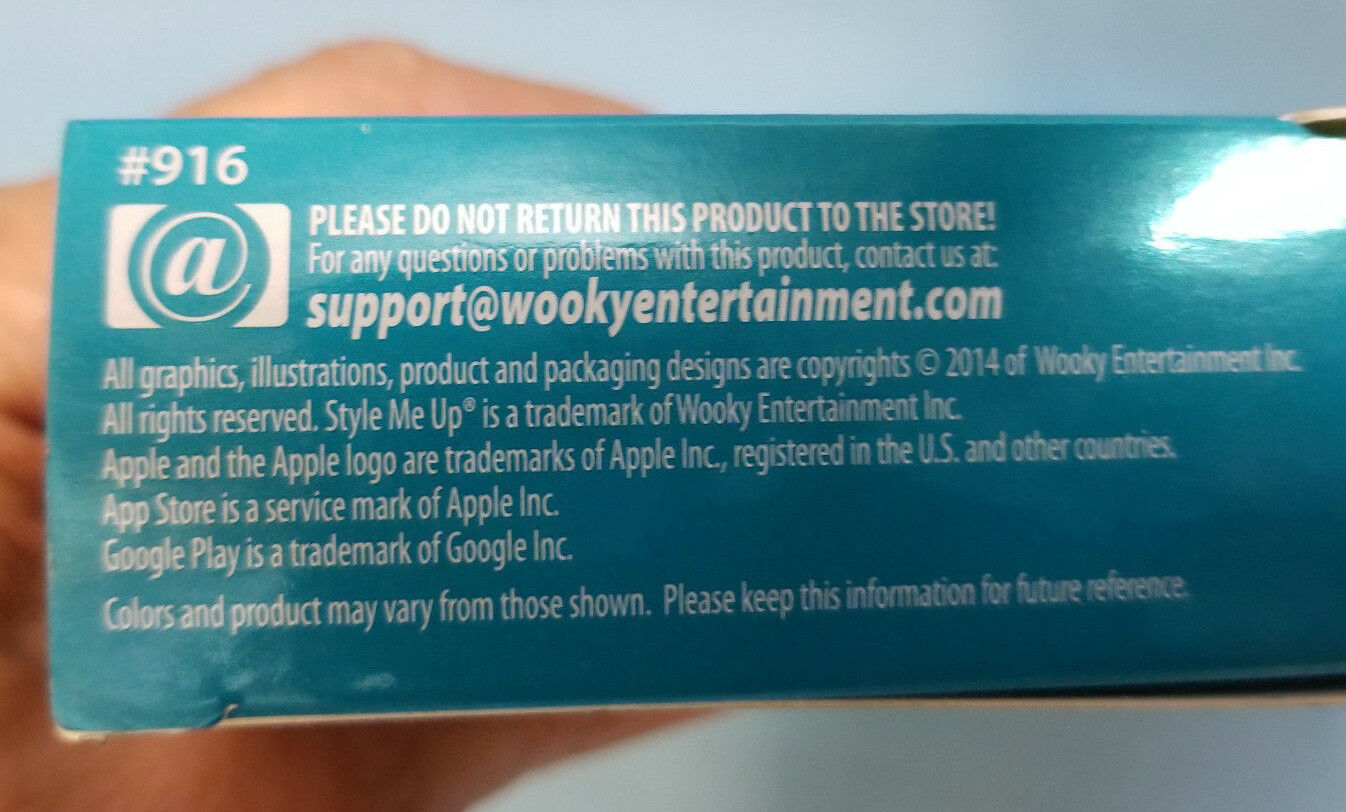 #916
@
PLEASE DO NOT RETURN THIS PRODUCT TO THE STORE!
For any questions or problems with this product, contact us at:
support@wookyentertainment.com
All graphics, illustrations, product and packaging designs are copyrights © 2014 of Wooky Entertainment Inc.
All rights reserved. Style Me Up® is a trademark of Wooky Entertainment Inc.
Apple and the Apple logo are trademarks of Apple Inc., registered in the U.S. and other countries.
App Store is a service mark of Apple Inc.
Google Play is a trademark of Google Inc.
Colors and product may vary from those shown. Please keep this information for future reference.